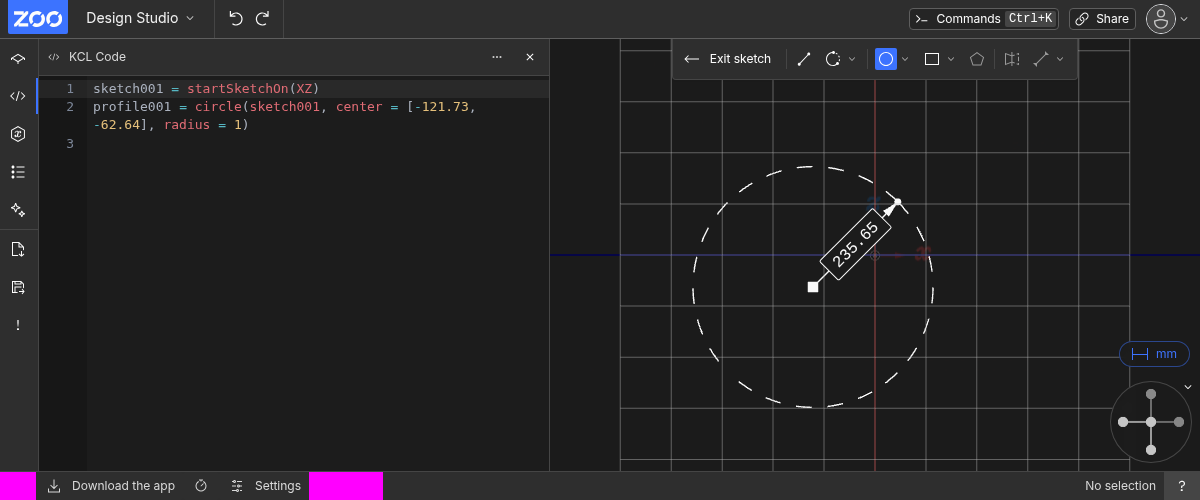 ZOO Design Studio Commands Ctrl+K Share
KCL Code
Exit sketch
1 sketch001 = startSketchOn(XZ)
2 profile001 = circle(sketch001, center = [-121.73,
-62.64], radius = 1)
3
235.65
mm
Download the app Settings No selection ?